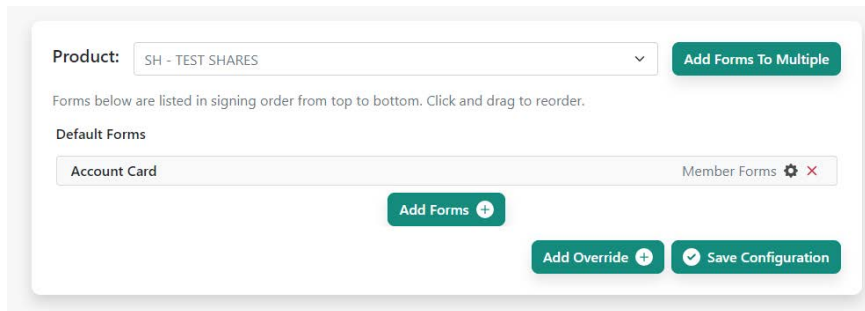 Product: SH - TEST SHARES Add Forms To Multiple
Forms below are listed in signing order from top to bottom. Click and drag to reorder.
Default Forms
Account Card Member Forms
Add Forms
Add Override Save Configuration